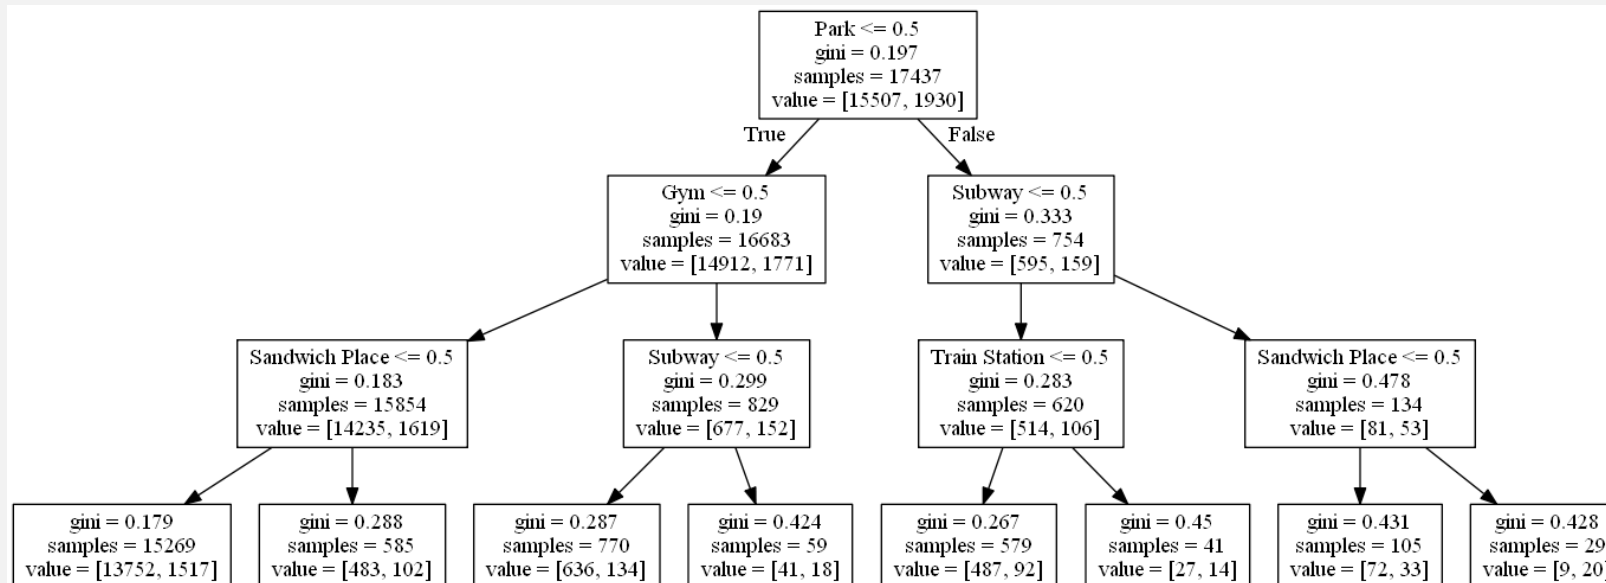 Park <= 0.5
gini = 0.197
samples = 17437
value = [15507, 1930]
True
False
Gym <= 0.5
gini = 0.19
samples = 16683
value = [14912, 1771]
Subway <= 0.5
gini = 0.333
samples = 754
value = [595, 159]
Sandwich Place <= 0.5
gini = 0.183
samples = 15854
value = [14235, 1619]
Subway <= 0.5
gini = 0.299
samples = 829
value = [677, 152]
Train Station <= 0.5
gini = 0.283
samples = 620
value = [514, 106]
Sandwich Place <= 0.5
gini = 0.478
samples = 134
value = [81, 53]
gini = 0.179
samples = 15269
value = [13752, 1517]
gini = 0.288
samples = 585
value = [483, 102]
gini = 0.287
samples = 770
value = [636, 134]
gini = 0.424
samples = 59
value = [41, 18]
gini = 0.267
samples = 579
value = [487, 92]
gini = 0.45
samples = 41
value = [27, 14]
gini = 0.431
samples = 105
value = [72, 33]
gini = 0.428
samples = 29
value = [9, 20]